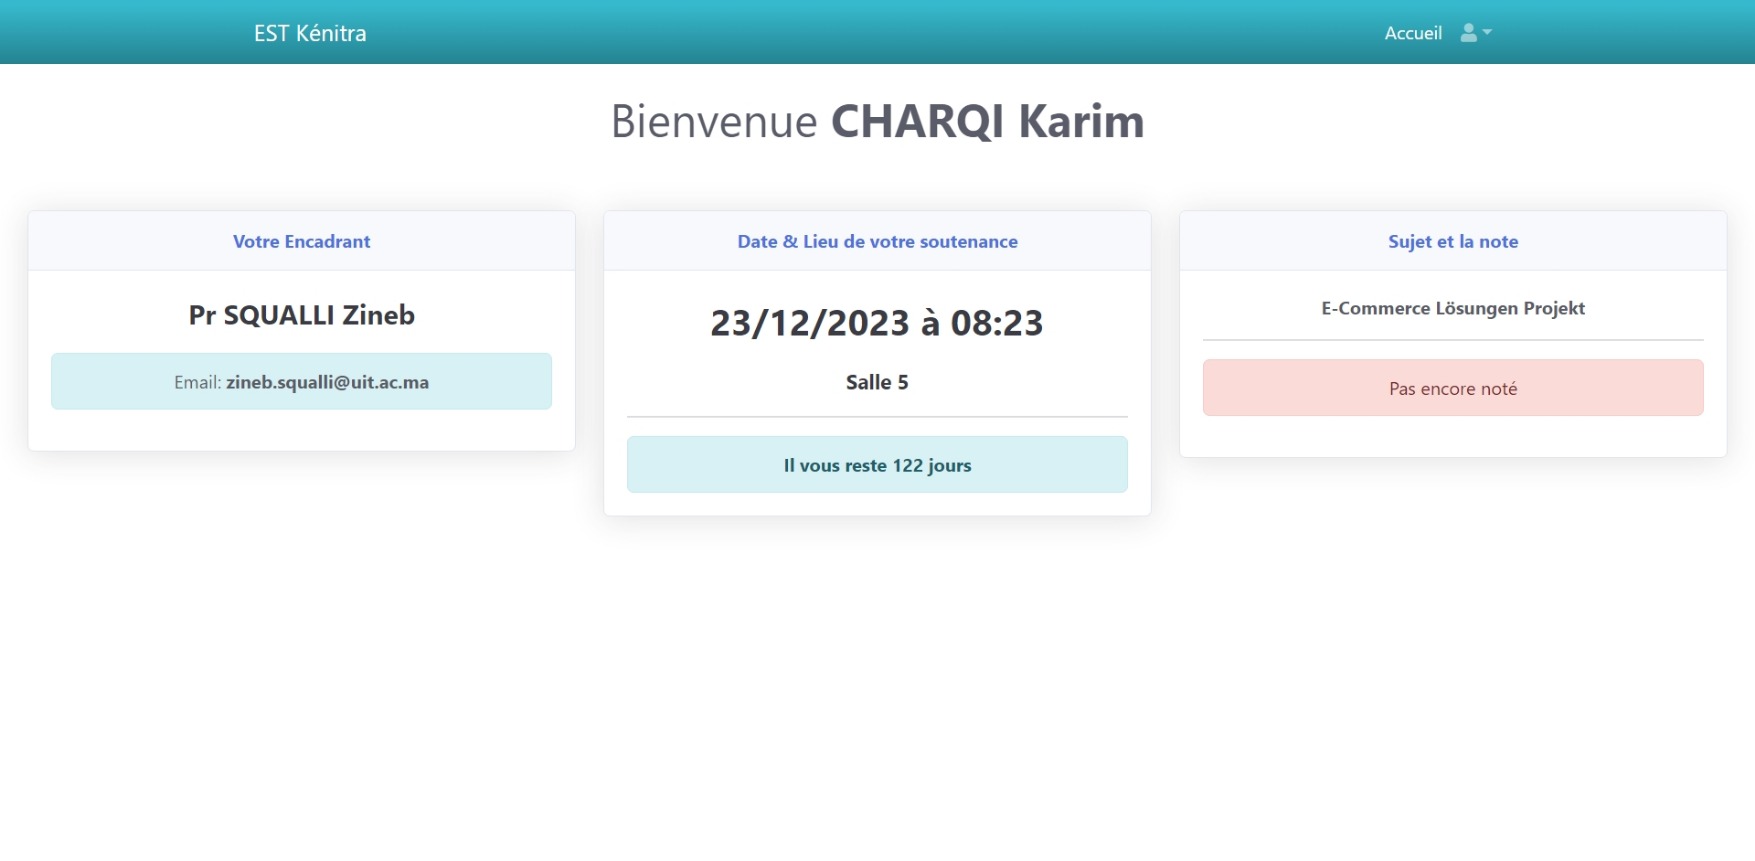 EST Kénitra
Accueil
Bienvenue CHARQI Karim
Votre Encadrant
Pr SQUALLI Zineb
Email: zineb.squalli@uit.ac.ma
Date & Lieu de votre soutenance
23/12/2023 à 08:23
Salle 5
Il vous reste 122 jours
Sujet et la note
E-Commerce Lösungen Projekt
Pas encore noté